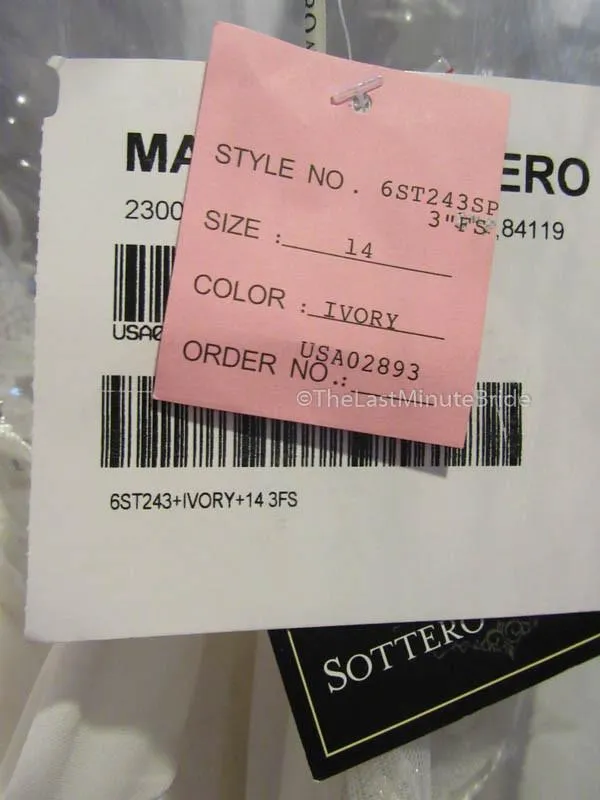 MA
ERO
2300
,84119
USA0
STYLE NO. 6ST243SP
3"FS
SIZE : 14
COLOR : IVORY
USA02893
ORDER NO.:
©TheLastMinuteBride
6ST243+IVORY+14 3FS
SOTTERO